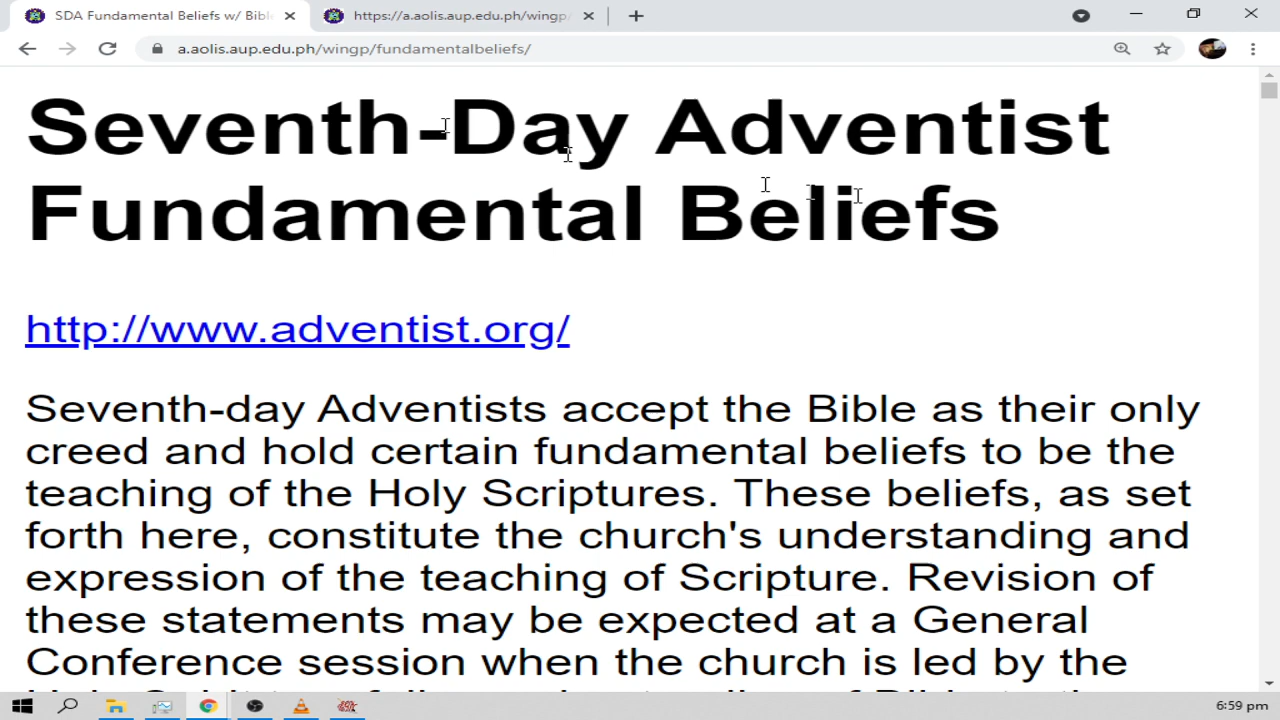 SDA Fundamental Beliefs w/ Bibl
https://a.aolis.aup.edu.ph/wingp/
a.aolis.aup.edu.ph/wingp/fundamentalbeliefs/
Seventh-Day Adventist
Fundamental Beliefs
http://www.adventist.org/
Seventh-day Adventists accept the Bible as their only
creed and hold certain fundamental beliefs to be the
teaching of the Holy Scriptures. These beliefs, as set
forth here, constitute the church's understanding and
expression of the teaching of Scripture. Revision of
these statements may be expected at a General
Conference session when the church is led by the
6:59 pm